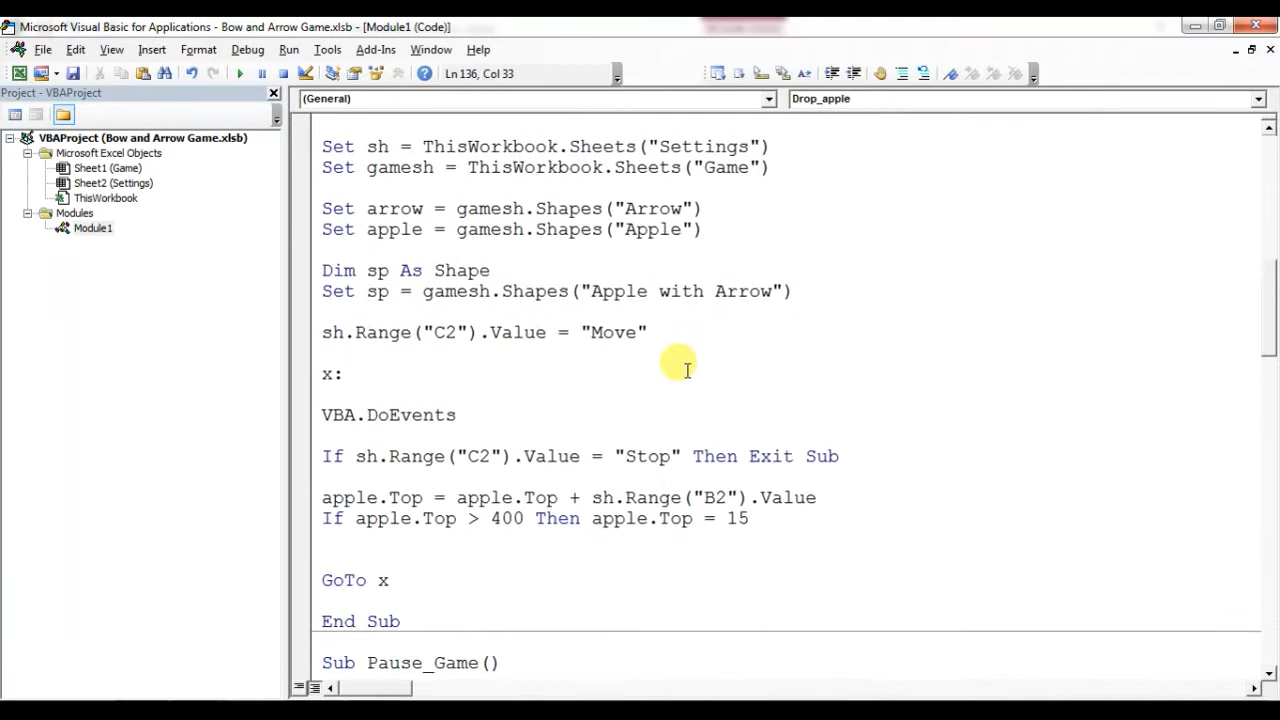 Microsoft Visual Basic for Applications - Bow and Arrow Game.xlsb - [Module1 (Code)]
File Edit View Insert Format Debug Run Tools Add-Ins Window Help
Ln 136, Col 33
Project - VBAProject
(General)
Drop_apple
VBAProject (Bow and Arrow Game.xlsb)
Microsoft Excel Objects
Sheet1 (Game)
Sheet2 (Settings)
ThisWorkbook
Modules
Module1
Set sh = ThisWorkbook.Sheets("Settings")
Set gamesh = ThisWorkbook.Sheets("Game")
Set arrow = gamesh.Shapes("Arrow")
Set apple = gamesh.Shapes("Apple")
Dim sp As Shape
Set sp = gamesh.Shapes("Apple with Arrow")
sh.Range("C2").Value = "Move"
x:
VBA.DoEvents
If sh.Range("C2").Value = "Stop" Then Exit Sub
apple.Top = apple.Top + sh.Range("B2").Value
If apple.Top > 400 Then apple.Top = 15
GoTo x
End Sub
Sub Pause_Game()